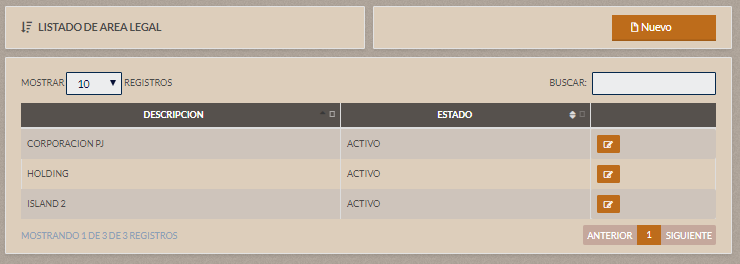 LISTADO DE AREA LEGAL
Nuevo
MOSTRAR 10 REGISTROS
BUSCAR:
DESCRIPCION ESTADO
CORPORACION PJ ACTIVO
HOLDING ACTIVO
ISLAND 2 ACTIVO
MOSTRANDO 1 DE 3 DE 3 REGISTROS
ANTERIOR 1 SIGUIENTE